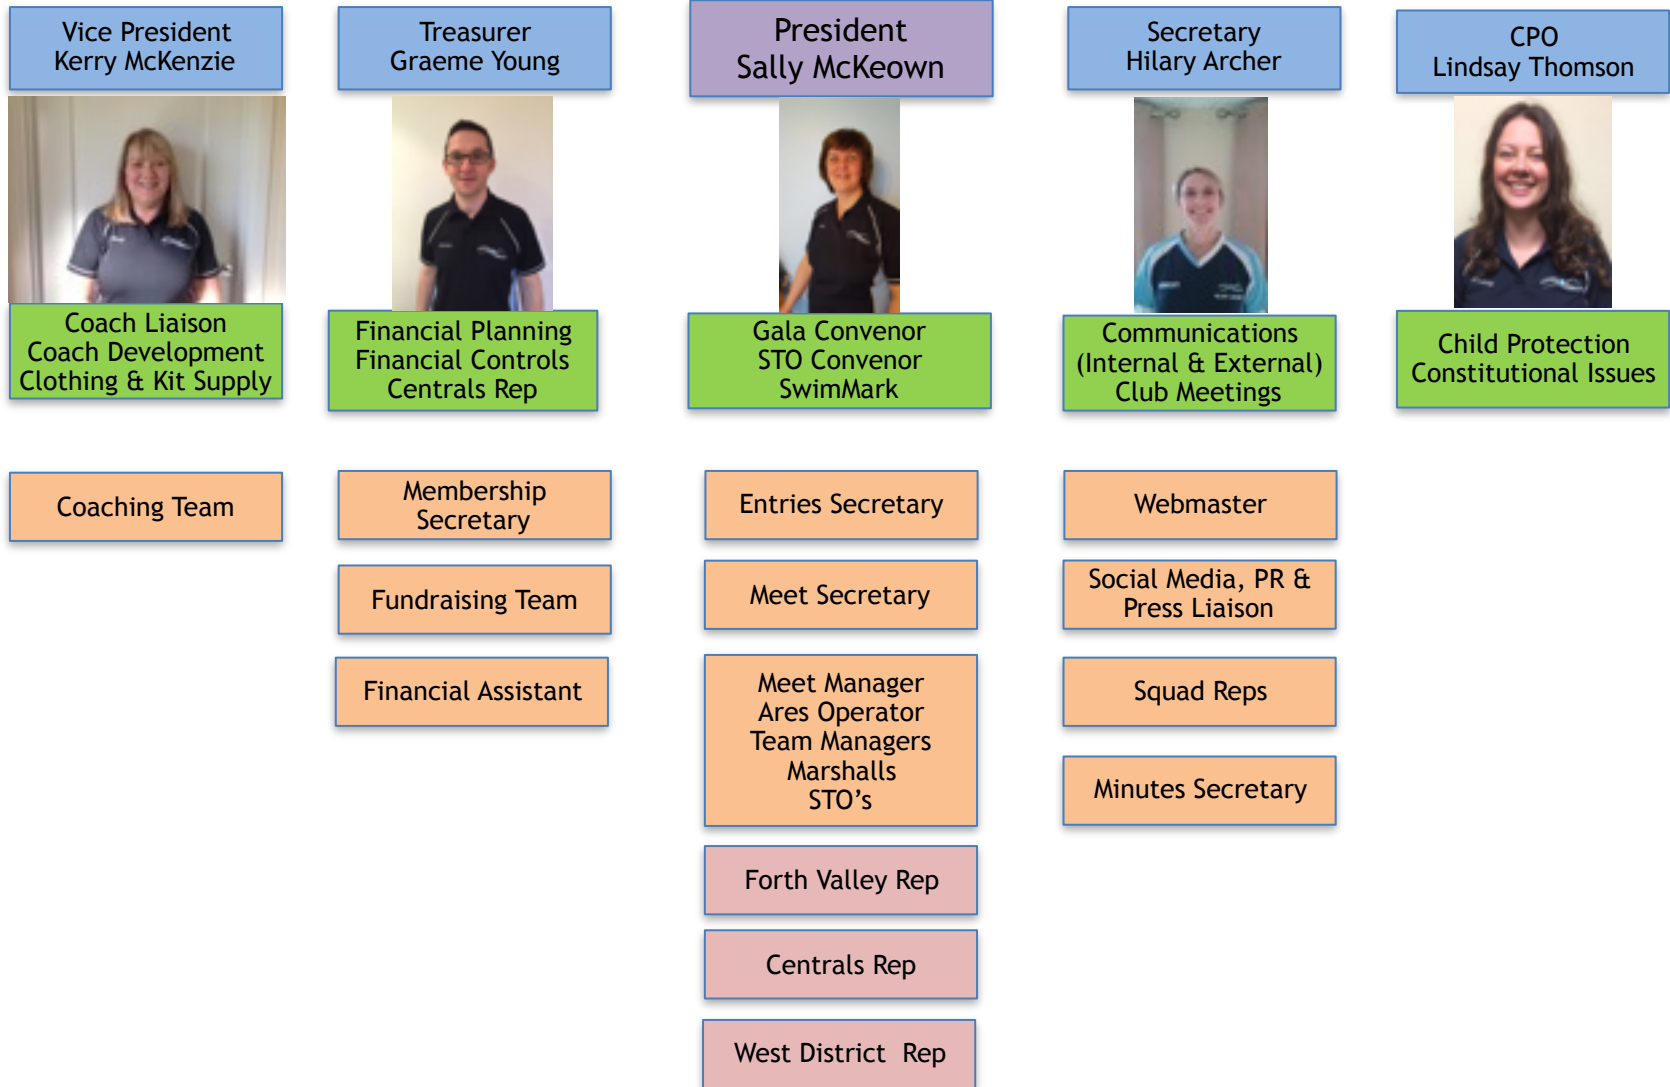 Vice President
Kerry McKenzie
Treasurer
Graeme Young
President
Sally McKeown
Secretary
Hilary Archer
CPO
Lindsay Thomson
Coach Liaison
Coach Development
Clothing & Kit Supply
Financial Planning
Financial Controls
Centrals Rep
Gala Convenor
STO Convenor
SwimMark
Communications
(Internal & External)
Club Meetings
Child Protection
Constitutional Issues
Coaching Team
Membership
Secretary
Fundraising Team
Financial Assistant
Entries Secretary
Meet Secretary
Meet Manager
Ares Operator
Team Managers
Marshalls
STO’s
Forth Valley Rep
Centrals Rep
West District  Rep
Webmaster
Social Media, PR &
Press Liaison
Squad Reps
Minutes Secretary